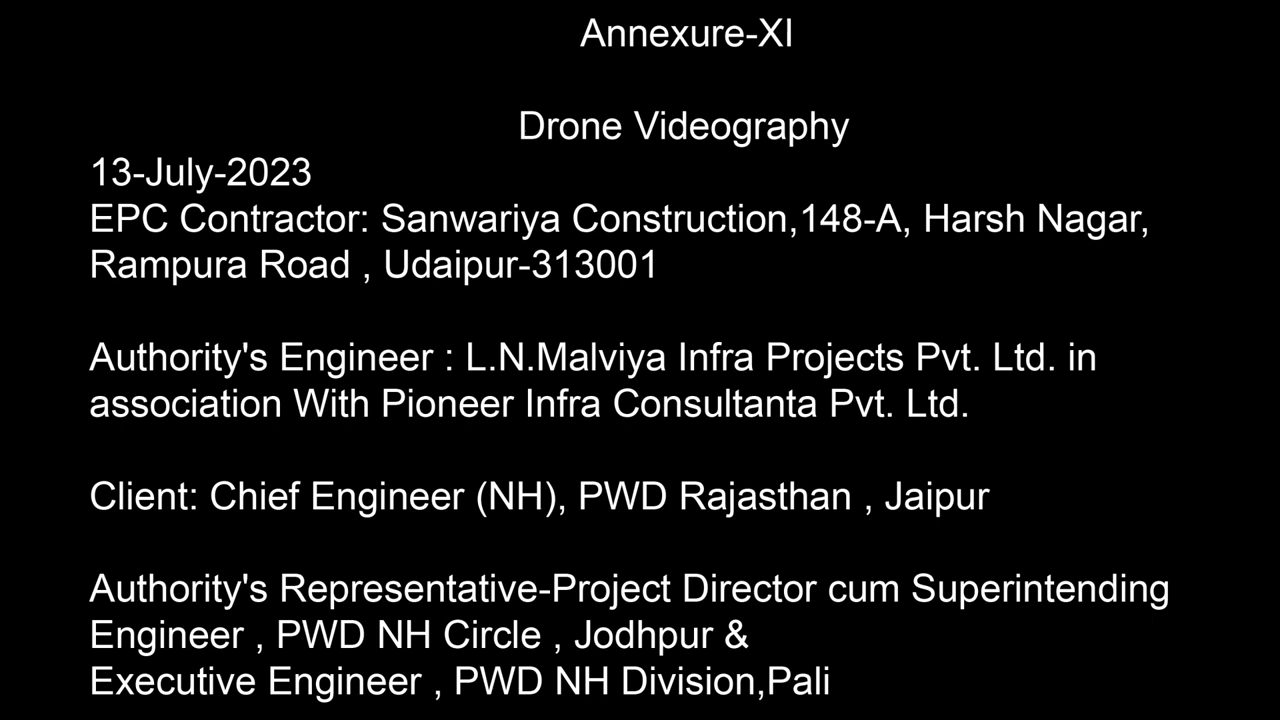 Annexure-XI
Drone Videography
13-July-2023
EPC Contractor: Sanwariya Construction,148-A, Harsh Nagar,
Rampura Road , Udaipur-313001
Authority's Engineer : L.N.Malviya Infra Projects Pvt. Ltd. in
association With Pioneer Infra Consultanta Pvt. Ltd.
Client: Chief Engineer (NH), PWD Rajasthan , Jaipur
Authority's Representative-Project Director cum Superintending
Engineer , PWD NH Circle , Jodhpur &
Executive Engineer , PWD NH Division,Pali